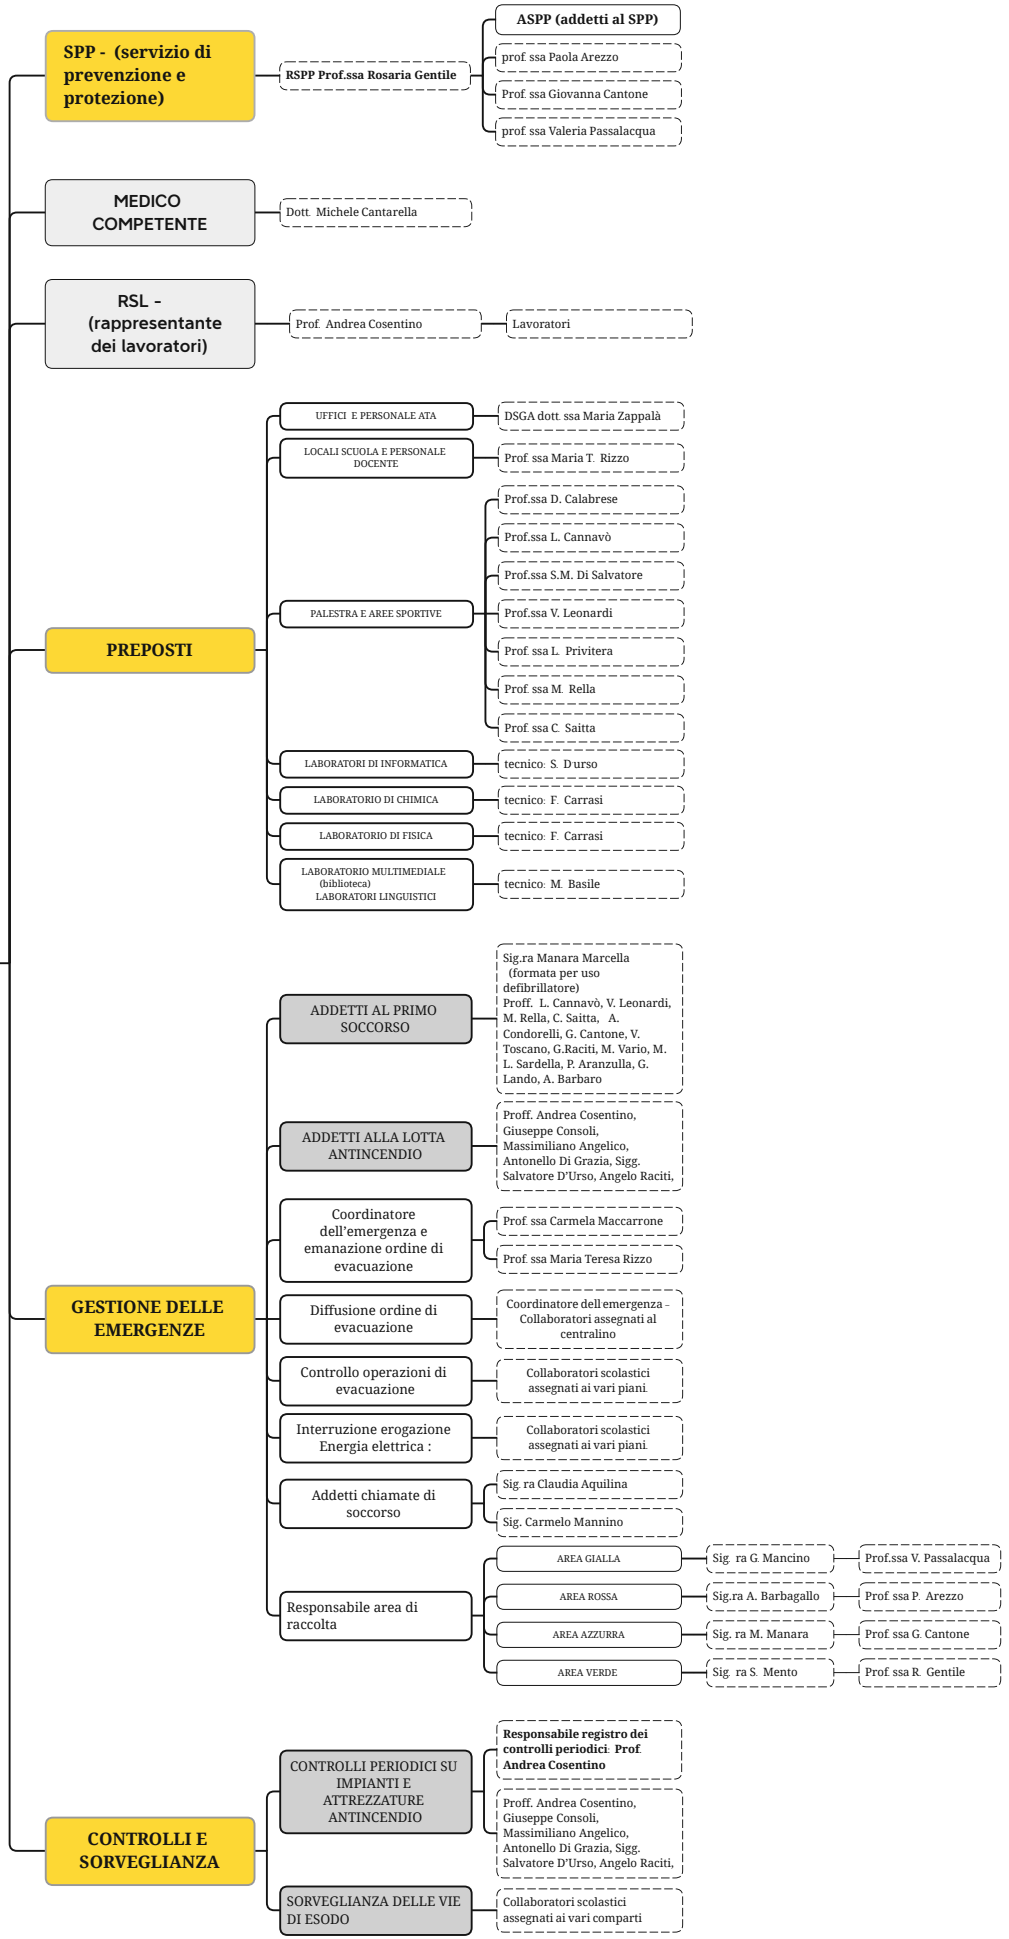 SPP -  (servizio di
prevenzione e
protezione)
RSPP Prof.ssa Rosaria Gentile
ASPP (addetti al SPP)
prof. ssa Paola Arezzo
Prof. ssa Giovanna Cantone
prof. ssa Valeria Passalacqua
MEDICO
COMPETENTE
Dott. Michele Cantarella
RSL -
(rappresentante
dei lavoratori)
Prof. Andrea Cosentino
Lavoratori
PREPOSTI
UFFICI E PERSONALE ATA
DSGA dott. ssa Maria Zappalà
LOCALI SCUOLA E PERSONALE
DOCENTE
Prof. ssa Maria T. Rizzo
PALESTRA E AREE SPORTIVE
Prof.ssa D. Calabrese
Prof.ssa L. Cannavò
Prof.ssa S.M. Di Salvatore
Prof.ssa V. Leonardi
Prof. ssa L. Privitera
Prof. ssa M. Rella
Prof. ssa C. Saitta
LABORATORI DI INFORMATICA
tecnico: S. D'urso
LABORATORIO DI CHIMICA
tecnico: F. Carrasi
LABORATORIO DI FISICA
tecnico: F. Carrasi
LABORATORIO MULTIMEDIALE
(biblioteca)
LABORATORI LINGUISTICI
tecnico: M. Basile
GESTIONE DELLE
EMERGENZE
ADDETTI AL PRIMO
SOCCORSO
Sig.ra Manara Marcella
(formata per uso
defibrillatore)
Proff. L. Cannavò, V. Leonardi,
M. Rella, C. Saitta, A.
Condorelli, G. Cantone, V.
Toscano, G.Raciti, M. Vario, M.
L. Sardella, P. Aranzulla, G.
Lando, A. Barbaro
ADDETTI ALLA LOTTA
ANTINCENDIO
Proff. Andrea Cosentino,
Giuseppe Consoli,
Massimiliano Angelico,
Antonello Di Grazia, Sigg.
Salvatore D'Urso, Angelo Raciti,
Coordinatore
dell'emergenza e
emanazione ordine di
evacuazione
Prof. ssa Carmela Maccarrone
Prof. ssa Maria Teresa Rizzo
Diffusione ordine di
evacuazione
Coordinatore dell'emergenza -
Collaboratori assegnati al
centralino
Controllo operazioni di
evacuazione
Collaboratori scolastici
assegnati ai vari piani.
Interruzione erogazione
Energia elettrica :
Collaboratori scolastici
assegnati ai vari piani.
Addetti chiamate di
soccorso
Sig. ra Claudia Aquilina
Sig. Carmelo Mannino
Responsabile area di
raccolta
AREA GIALLA
Sig. ra G. Mancino
Prof.ssa V. Passalacqua
AREA ROSSA
Sig.ra A. Barbagallo
Prof. ssa P. Arezzo
AREA AZZURRA
Sig. ra M. Manara
Prof. ssa G. Cantone
AREA VERDE
Sig. ra S. Mento
Prof. ssa R. Gentile
CONTROLLI E
SORVEGLIANZA
CONTROLLI PERIODICI SU
IMPIANTI E
ATTREZZATURE
ANTINCENDIO
Responsabile registro dei
controlli periodici: Prof.
Andrea Cosentino
Proff. Andrea Cosentino,
Giuseppe Consoli,
Massimiliano Angelico,
Antonello Di Grazia, Sigg.
Salvatore D'Urso, Angelo Raciti,
SORVEGLIANZA DELLE VIE
DI ESODO
Collaboratori scolastici
assegnati ai vari comparti